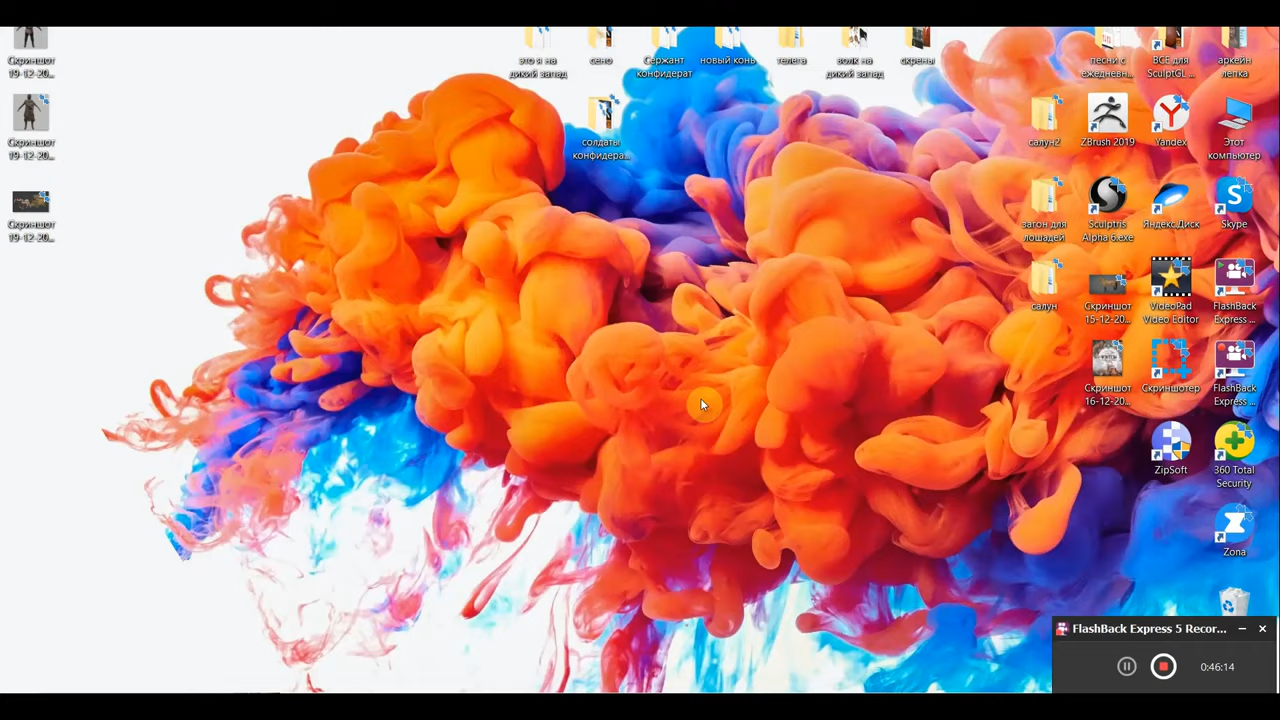 Скриншот
19-12-20...
Скриншот
19-12-20...
Скриншот
19-12-20...
это я на
дикий запад
сено
Сержант
конфидерат
новый конь
телега
волк на
дикий запад
скрены
солдаты
конфидера...
песни с
ежедневн...
ВСЕ для
SculptGL ...
аркейн
лепка
салун2
ZBrush 2019
Yandex
Этот
компьютер
загон для
лошадей
Sculptris
Alpha 6.exe
Яндекс.Диск
Skype
салун
Скриншот
15-12-20...
VideoPad
Video Editor
FlashBack
Express ...
Скриншот
16-12-20...
Скриншотер
FlashBack
Express ...
ZipSoft
360 Total
Security
Zona
FlashBack Express 5 Recor...
0:46:14